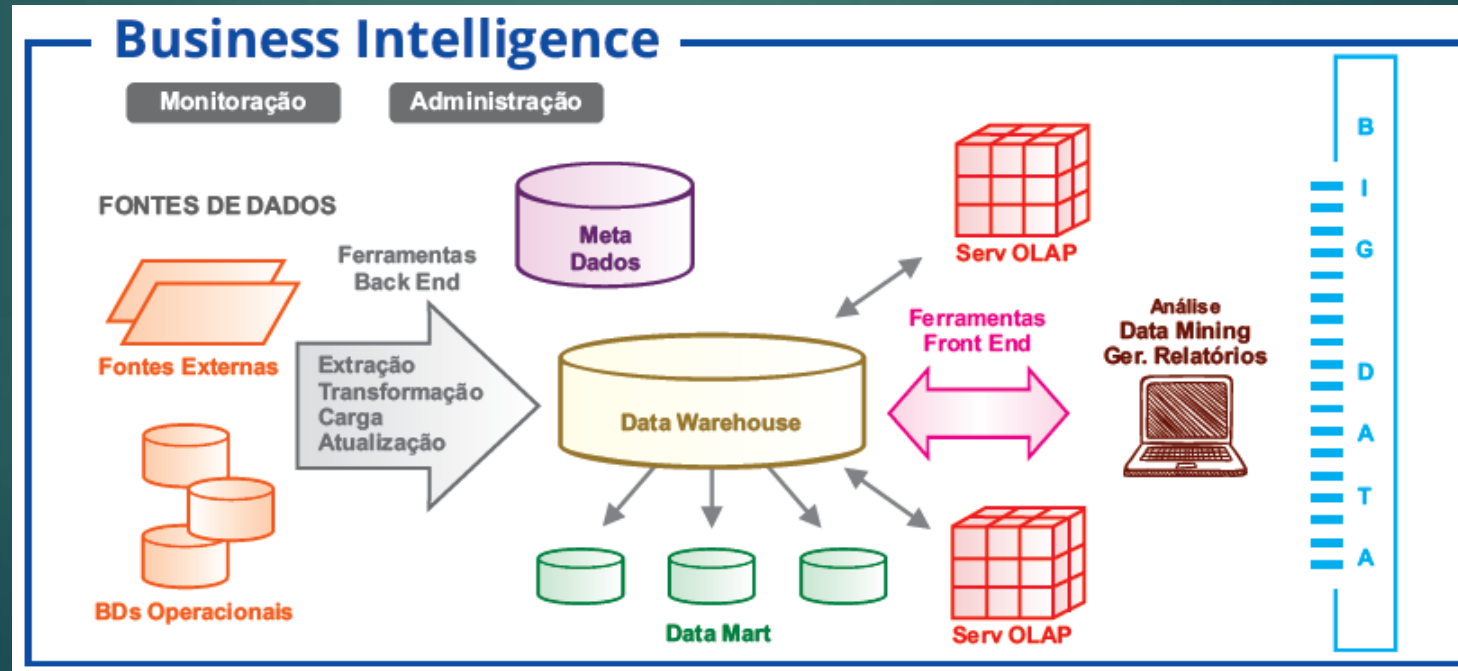 Business Intelligence
Monitoração
Administração
FONTES DE DADOS
Fontes Externas
BDs Operacionais
Ferramentas
Back End
Extração
Transformação
Carga
Atualização
Meta
Dados
Data Warehouse
Data Mart
Serv OLAP
Ferramentas
Front End
Análise
Data Mining
Ger. Relatórios
Serv OLAP
B
I
G
D
A
T
A